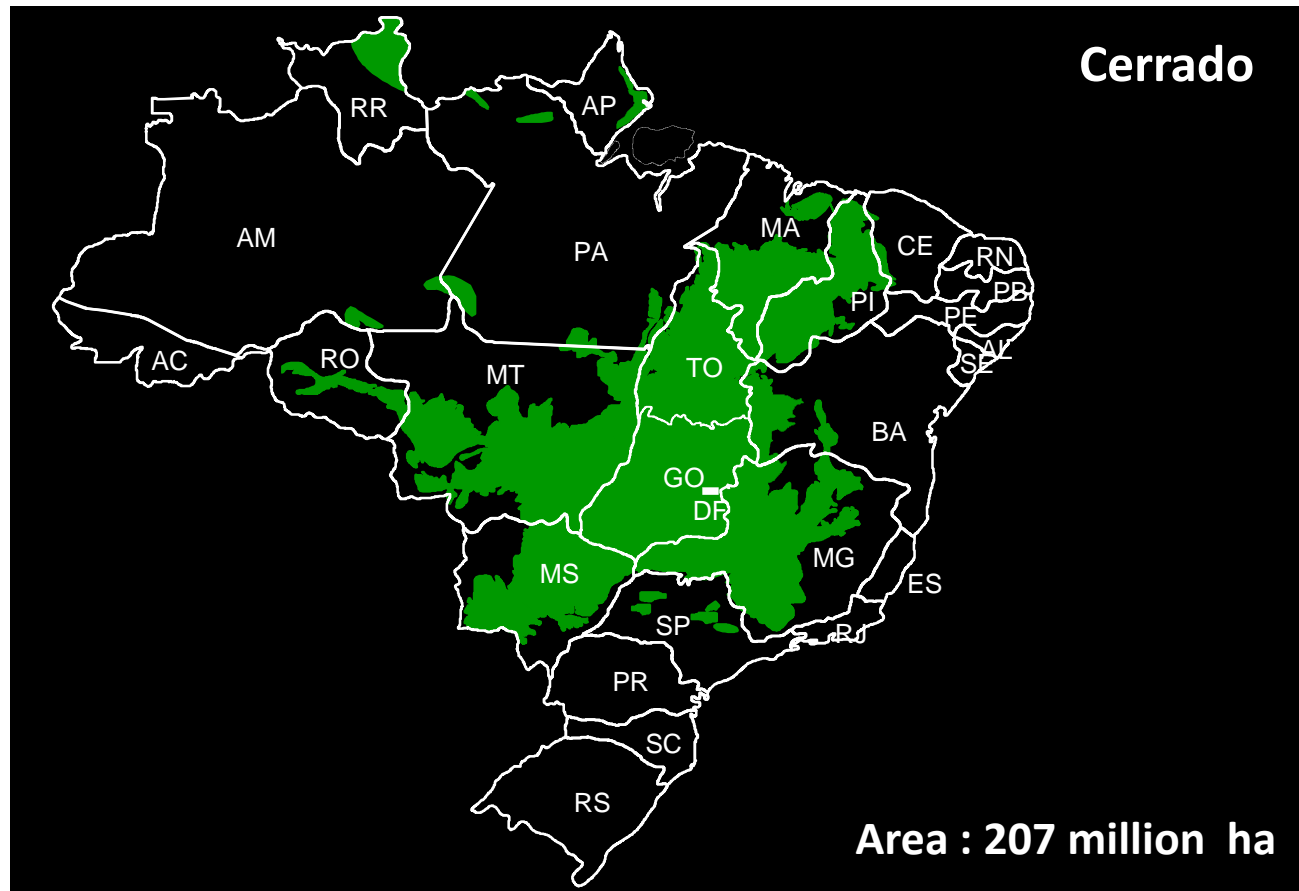 Cerrado
RR
AP
AM
PA
MA
CE
RN
PB
PI
PE
AL
SE
AC
RO
MT
TO
BA
GO
DF
MS
MG
ES
SP
RJ
PR
SC
RS
Area : 207 million ha